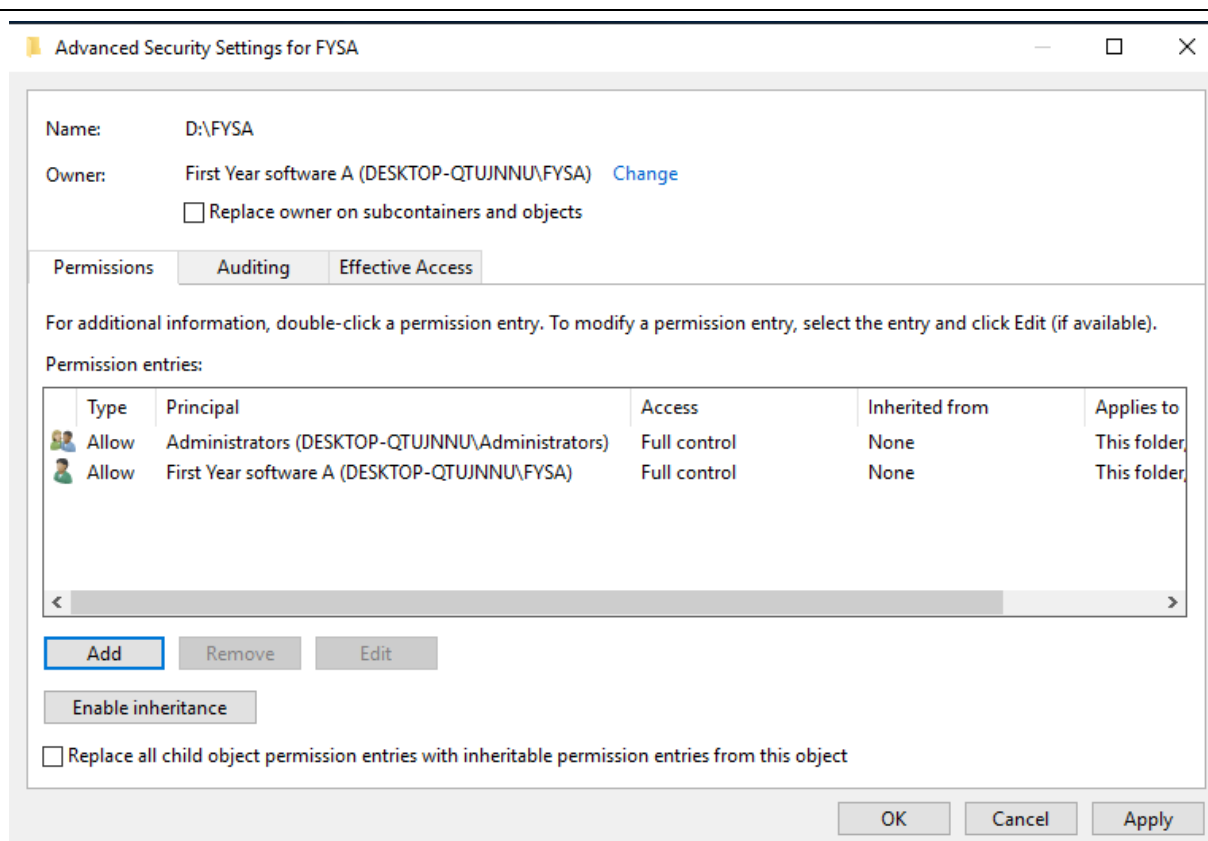 Advanced Security Settings for FYSA
Name: D:\FYSA
Owner: First Year software A (DESKTOP-QTUJNNU\FYSA) Change
Replace owner on subcontainers and objects
Permissions Auditing Effective Access
For additional information, double-click a permission entry. To modify a permission entry, select the entry and click Edit (if available).
Permission entries:
Type Principal Access Inherited from Applies to
Allow Administrators (DESKTOP-QTUJNNU\Administrators) Full control None This folder,
Allow First Year software A (DESKTOP-QTUJNNU\FYSA) Full control None This folder,
Add Remove Edit
Enable inheritance
Replace all child object permission entries with inheritable permission entries from this object
OK Cancel Apply